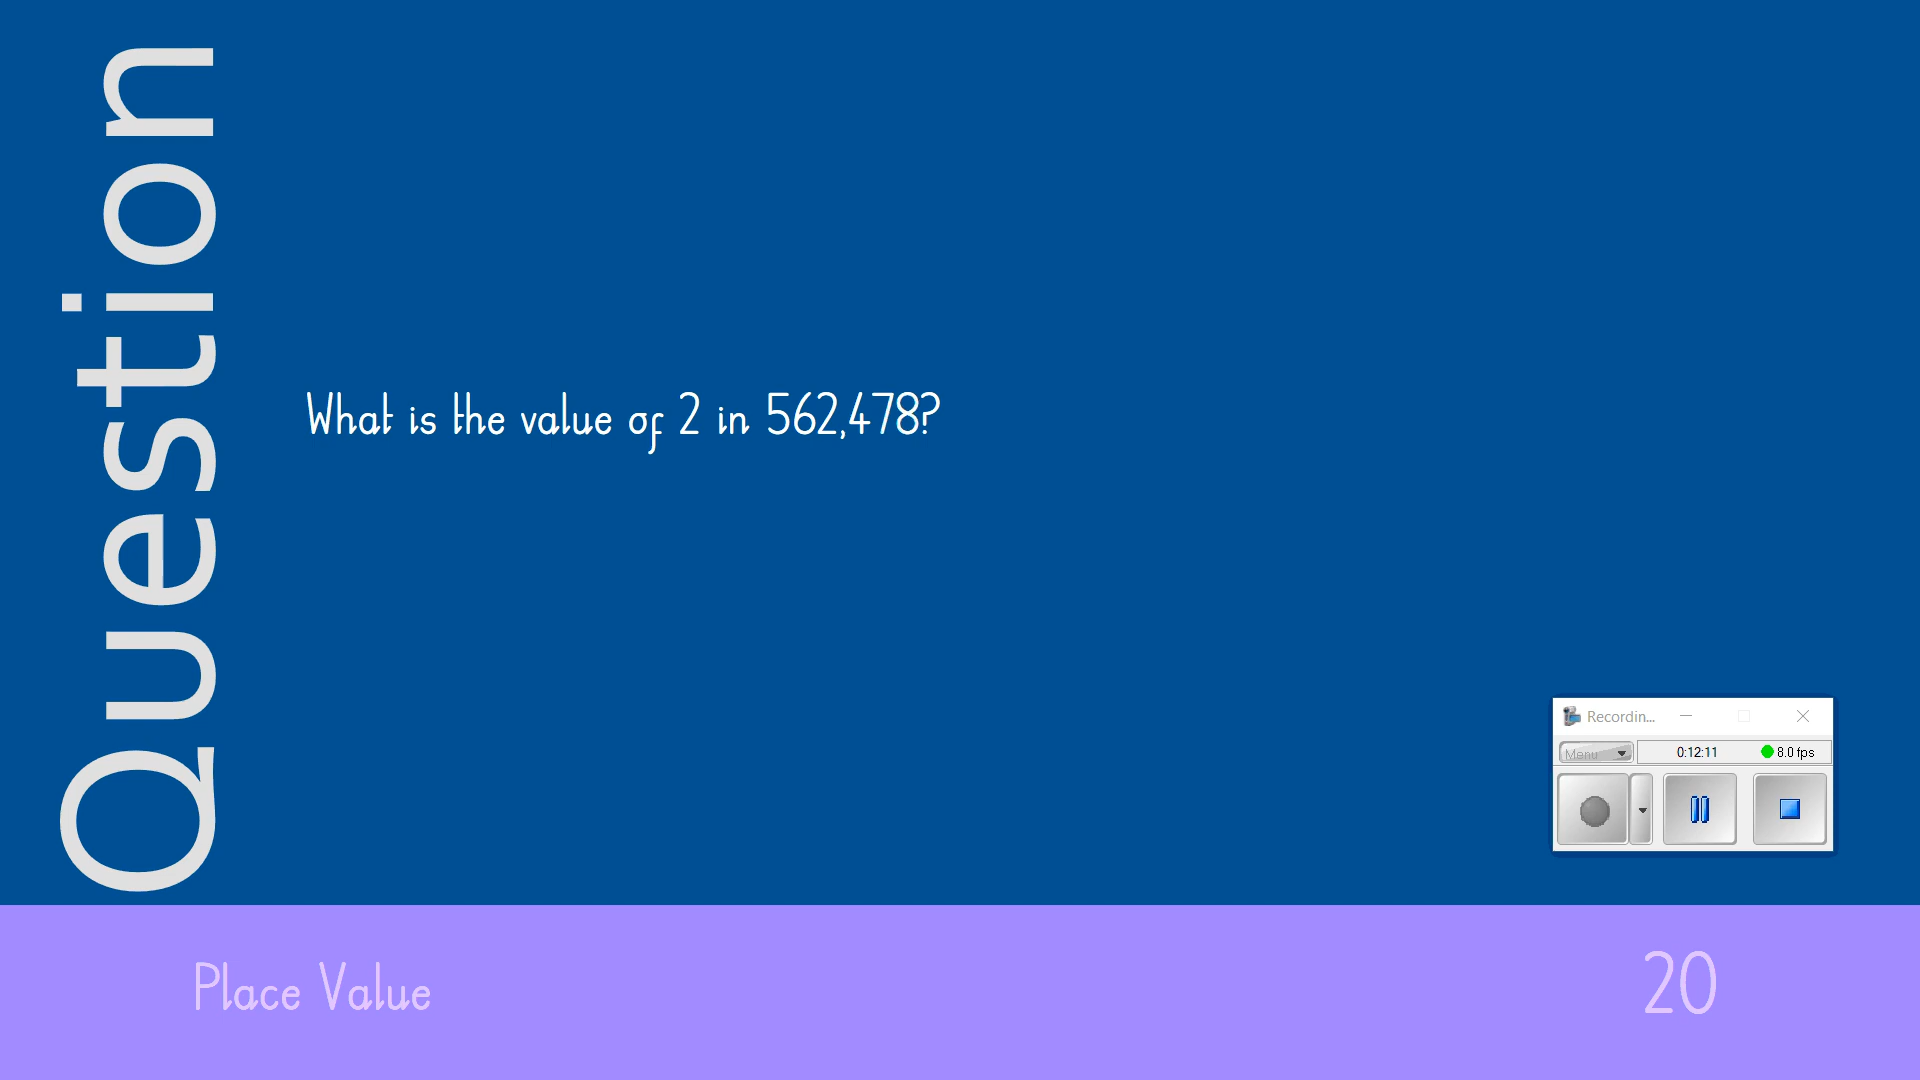 Question
What is the value of 2 in 562,478?
Recordin...
Menu
0:12:11
8.0 fps
Place Value
20